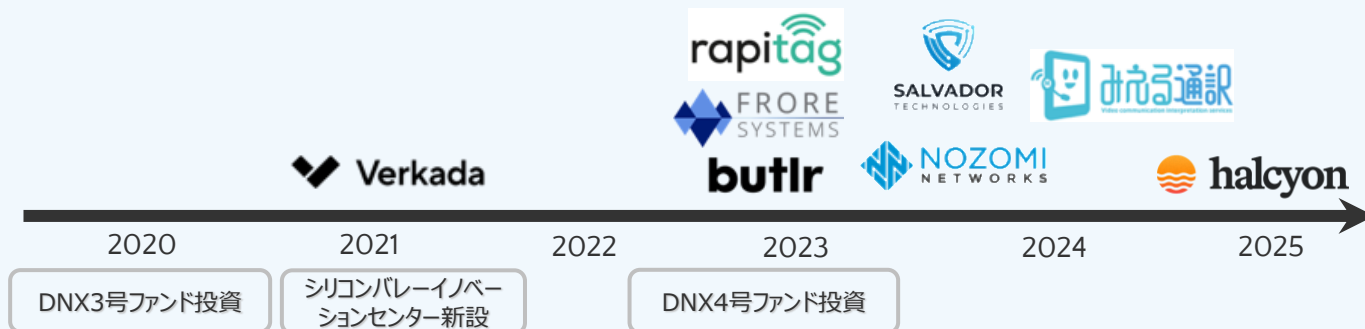 rapitag
FRORE
SYSTEMS
butlr
SALVADOR
TECHNOLOGIES
NOZOMI
NETWORKS
みえる通訳
Video communication interpretation services
Verkada
halcyon
2020
2021
2022
2023
2024
2025
DNX3号ファンド投資
シリコンバレーイノベー
ションセンター新設
DNX4号ファンド投資